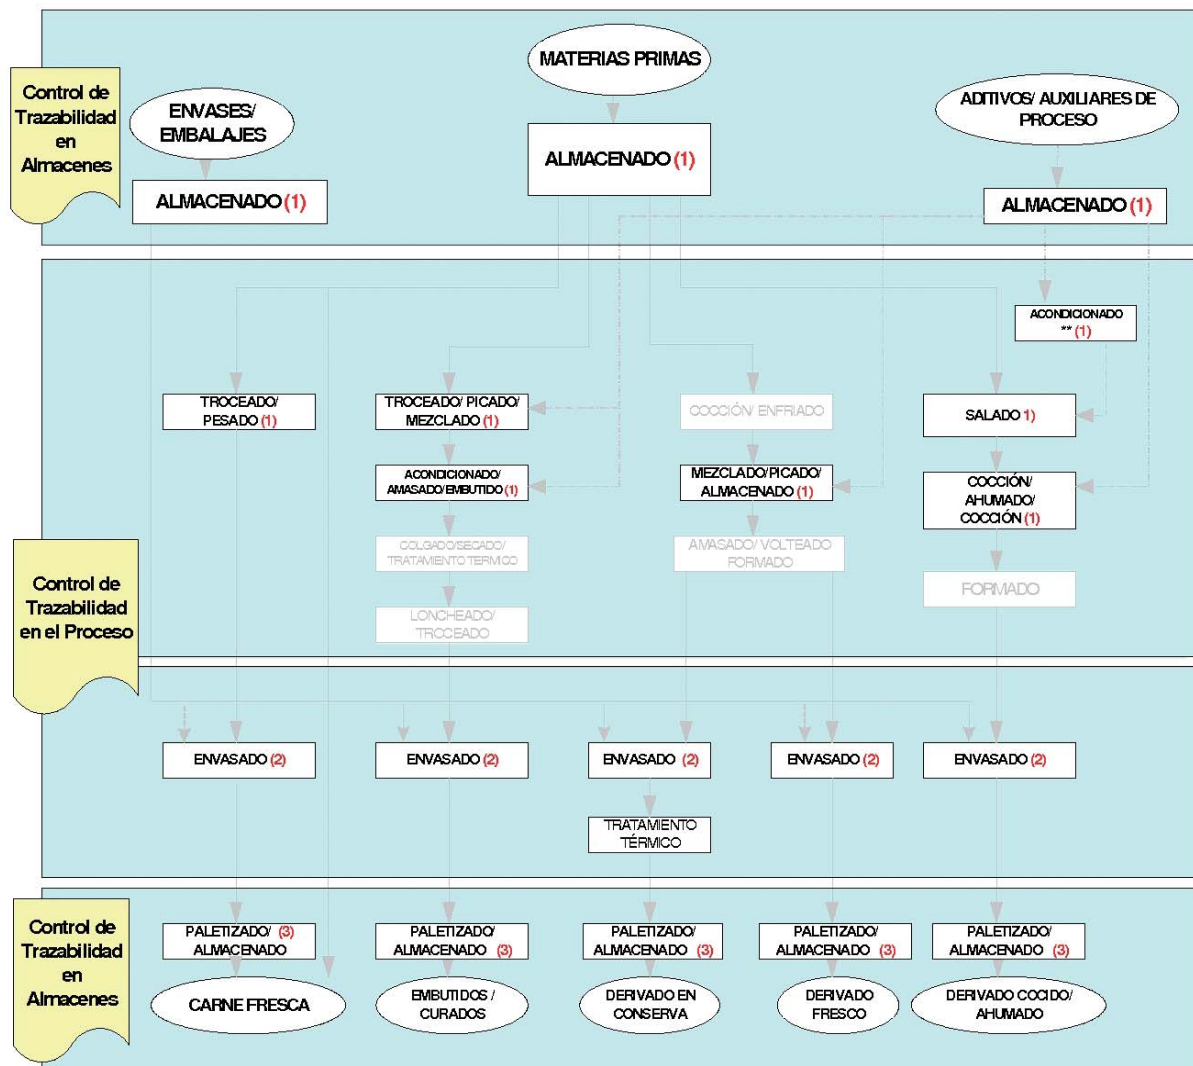 Control de
Trazabilidad
en
Almacenes
ENVASES/
EMBALAJES
ALMACENADO (1)
MATERIAS PRIMAS
ALMACENADO (1)
ADITIVOS/ AUXILIARES DE
PROCESO
ALMACENADO (1)
Control de
Trazabilidad
en el Proceso
ACONDICIONADO
** (1)
TROCEADO/
PESADO (1)
TROCEADO/ PICADO/
MEZCLADO (1)
COCCIÓN/ ENFRIADO
SALADO 1)
ACONDICIONADO/
AMASADO/EMBUTIDO (1)
MEZCLADO/PICADO/
ALMACENADO (1)
COCCIÓN/
AHUMADO/
COCCIÓN (1)
COLGADO/SECADO/
TRATAMIENTO TERMICO
AMASADO/ VOLTEADO
FORMADO
FORMADO
LONCHEADO/
TROCEADO
ENVASADO (2)
ENVASADO (2)
ENVASADO (2)
ENVASADO (2)
ENVASADO (2)
TRATAMIENTO
TÉRMICO
Control de
Trazabilidad
en
Almacenes
PALETIZADO/ (3)
ALMACENADO
PALETIZADO/
ALMACENADO (3)
PALETIZADO/
ALMACENADO (3)
PALETIZADO/
ALMACENADO (3)
PALETIZADO/
ALMACENADO (3)
CARNE FRESCA
EMBUTIDOS /
CURADOS
DERIVADO EN
CONSERVA
DERIVADO
FRESCO
DERIVADO COCIDO/
AHUMADO